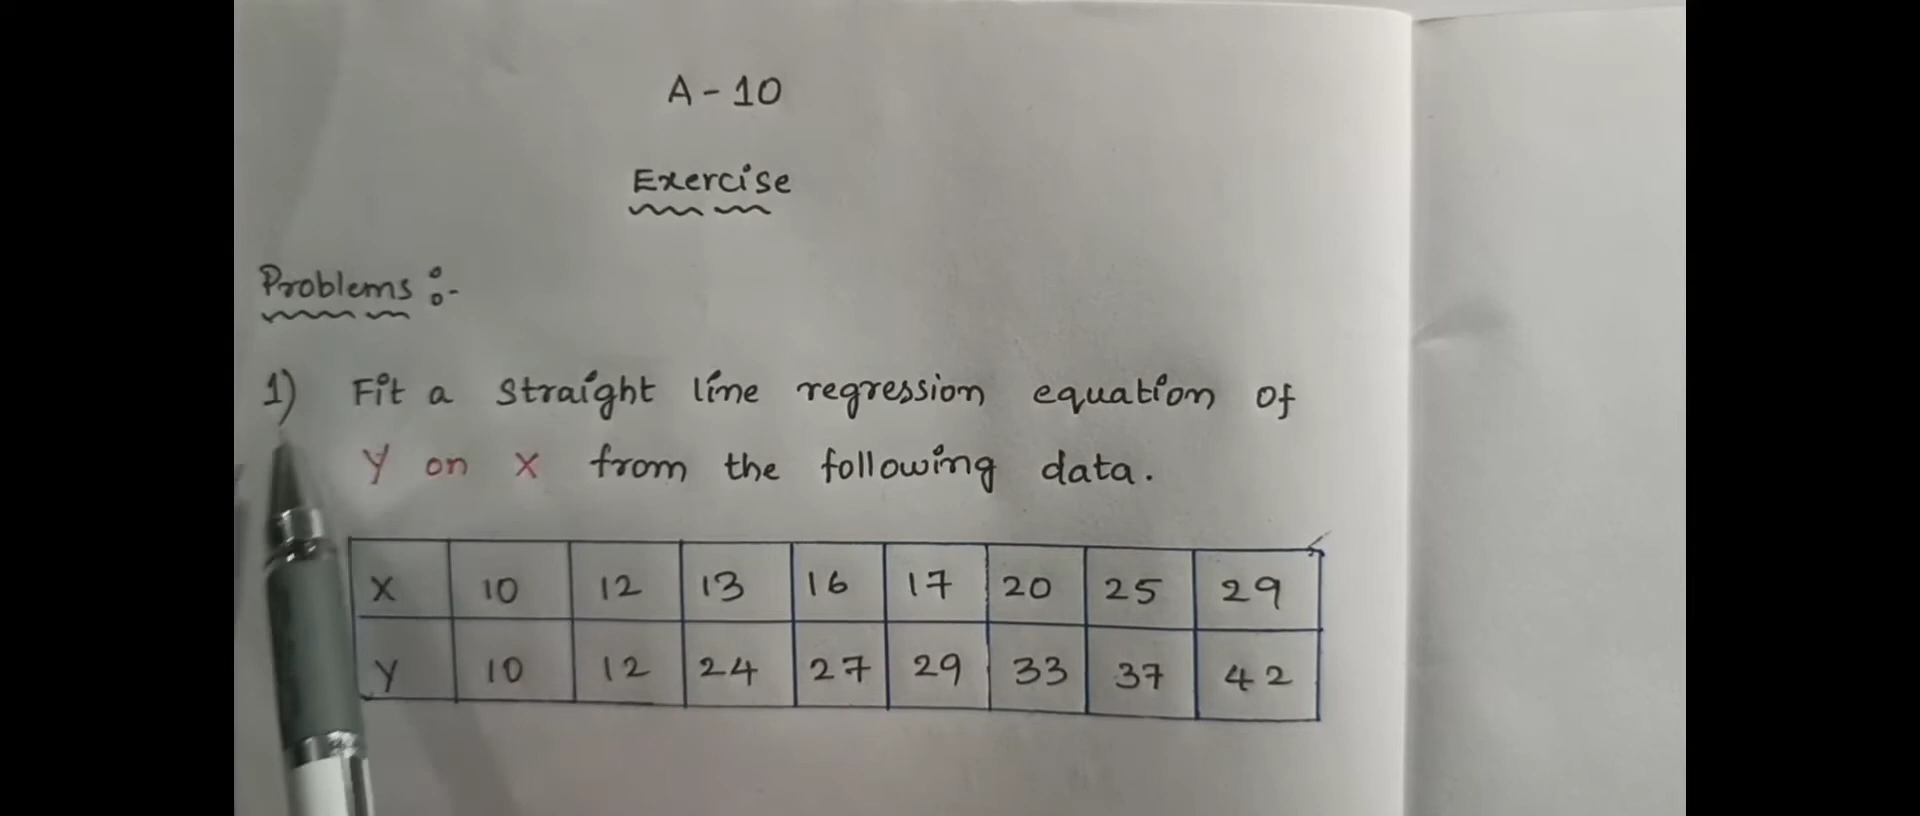 A - 10
Exercise
Problems :-
1) Fit a straight line regression equation of
Y on X from the following data.
X 10 12 13 16 17 20 25 29
Y 10 12 24 27 29 33 37 42